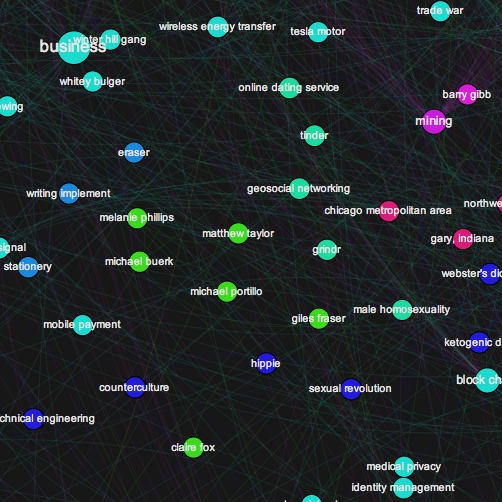 trade war
wireless energy transfer
tesla motor
winter hill gang
business
whitey bulger
online dating service
barry gibb
ewing
mining
tinder
eraser
geosocial networking
writing implement
northwe
chicago metropolitan area
melanie phillips
matthew taylor
gary, indiana
signal
grindr
michael buerk
stationery
webster's dic
michael portillo
male homosexuality
giles fraser
mobile payment
ketogenic d
hippie
block ch
counterculture
sexual revolution
chnical engineering
claire fox
medical privacy
identity management